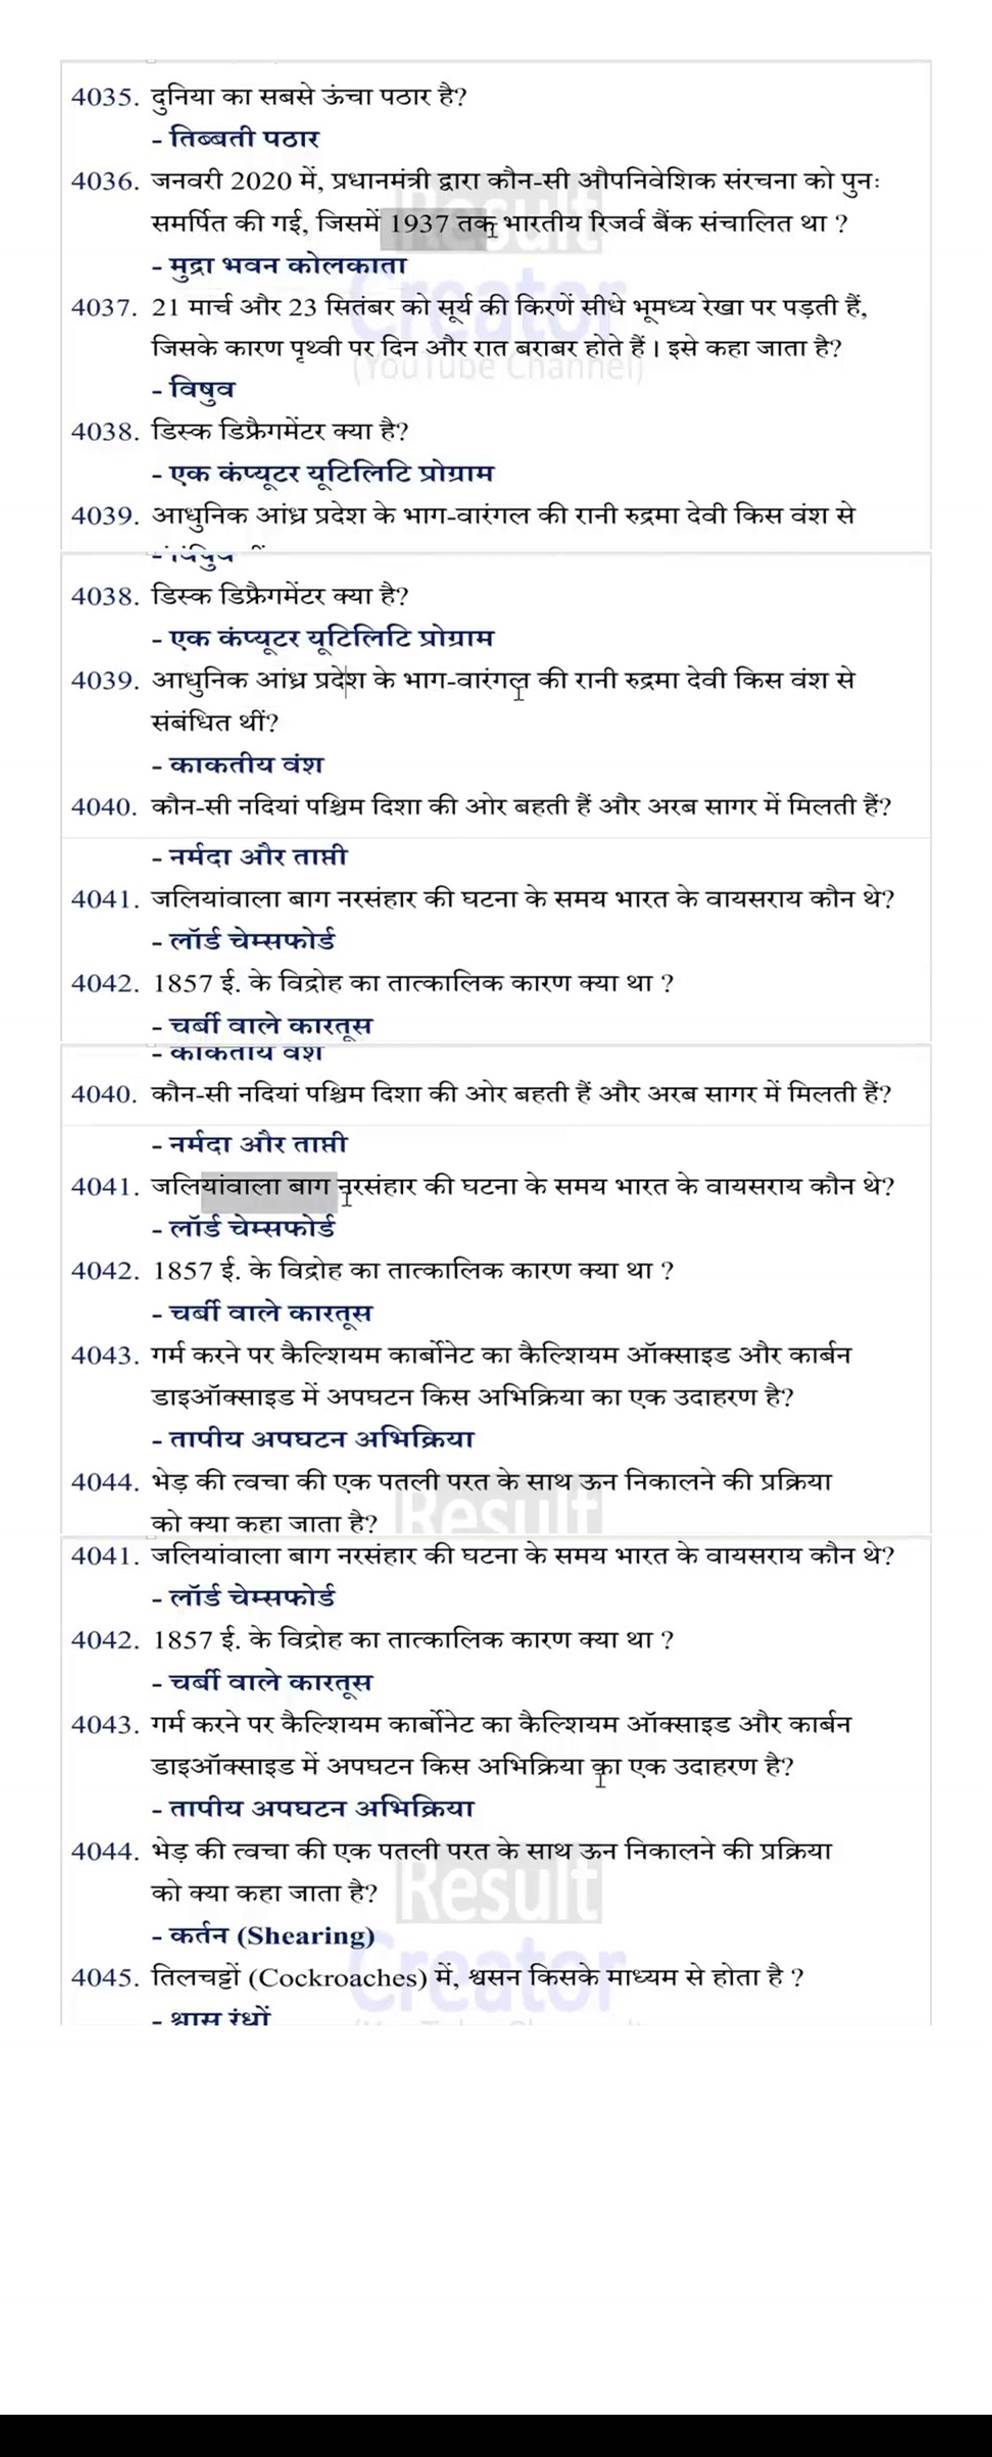 4035. दुनिया का सबसे ऊंचा पठार है?
- तिब्बती पठार
4036. जनवरी 2020 में, प्रधानमंत्री द्वारा कौन-सी औपनिवेशिक संरचना को पुनः
समर्पित की गई, जिसमें 1937 तक भारतीय रिजर्व बैंक संचालित था ?
- मुद्रा भवन कोलकाता
4037. 21 मार्च और 23 सितंबर को सूर्य की किरणें सीधे भूमध्य रेखा पर पड़ती हैं,
जिसके कारण पृथ्वी पर दिन और रात बराबर होते हैं। इसे कहा जाता है?
(YouTube Channel)
- विषुव
4038. डिस्क डिफ्रैगमेंटर क्या है?
- एक कंप्यूटर यूटिलिटि प्रोग्राम
4039. आधुनिक आंध्र प्रदेश के भाग-वारंगल की रानी रुद्रमा देवी किस वंश से
4038. डिस्क डिफ्रैगमेंटर क्या है?
- एक कंप्यूटर यूटिलिटि प्रोग्राम
4039. आधुनिक आंध्र प्रदेश के भाग-वारंगल की रानी रुद्रमा देवी किस वंश से
संबंधित थीं?
- काकतीय वंश
4040. कौन-सी नदियां पश्चिम दिशा की ओर बहती हैं और अरब सागर में मिलती हैं?
- नर्मदा और ताप्ती
4041. जलियांवाला बाग नरसंहार की घटना के समय भारत के वायसराय कौन थे?
- लॉर्ड चेम्सफोर्ड
4042. 1857 ई. के विद्रोह का तात्कालिक कारण क्या था ?
- चर्बी वाले कारतूस
- काकतीय वंश
4040. कौन-सी नदियां पश्चिम दिशा की ओर बहती हैं और अरब सागर में मिलती हैं?
- नर्मदा और ताप्ती
4041. जलियांवाला बाग नरसंहार की घटना के समय भारत के वायसराय कौन थे?
- लॉर्ड चेम्सफोर्ड
4042. 1857 ई. के विद्रोह का तात्कालिक कारण क्या था ?
- चर्बी वाले कारतूस
4043. गर्म करने पर कैल्शियम कार्बोनेट का कैल्शियम ऑक्साइड और कार्बन
डाइऑक्साइड में अपघटन किस अभिक्रिया का एक उदाहरण है?
- तापीय अपघटन अभिक्रिया
4044. भेड़ की त्वचा की एक पतली परत के साथ ऊन निकालने की प्रक्रिया
को क्या कहा जाता है?
4041. जलियांवाला बाग नरसंहार की घटना के समय भारत के वायसराय कौन थे?
- लॉर्ड चेम्सफोर्ड
4042. 1857 ई. के विद्रोह का तात्कालिक कारण क्या था ?
- चर्बी वाले कारतूस
4043. गर्म करने पर कैल्शियम कार्बोनेट का कैल्शियम ऑक्साइड और कार्बन
डाइऑक्साइड में अपघटन किस अभिक्रिया का एक उदाहरण है?
- तापीय अपघटन अभिक्रिया
4044. भेड़ की त्वचा की एक पतली परत के साथ ऊन निकालने की प्रक्रिया
को क्या कहा जाता है?
Result
- कर्तन (Shearing)
Creator
4045. तिलचट्टों (Cockroaches) में, श्वसन किसके माध्यम से होता है ?
- श्वास रंध्रों